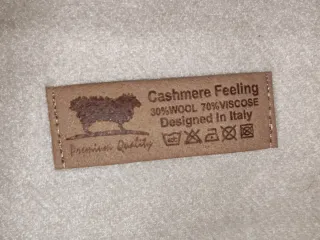 Cashmere Feeling
30%WOOL 70%VISCOSE
Designed In Italy
Premium Quality